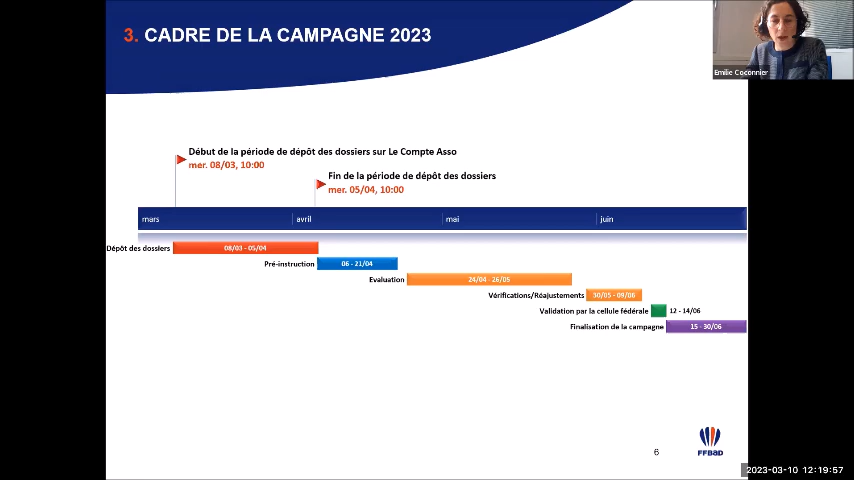 3. CADRE DE LA CAMPAGNE 2023
Emilie Coconnier
Début de la période de dépôt des dossiers sur Le Compte Asso
mer. 08/03, 10:00
Fin de la période de dépôt des dossiers
mer. 05/04, 10:00
mars avril mai juin
Dépôt des dossiers 08/03 - 05/04
Pré-instruction 06 - 21/04
Evaluation 24/04 - 26/05
Vérifications/Réajustements 30/05 - 09/06
Validation par la cellule fédérale 12 - 14/06
Finalisation de la campagne 15 - 30/06
6
FFBaD
2023-03-10 12:19:57